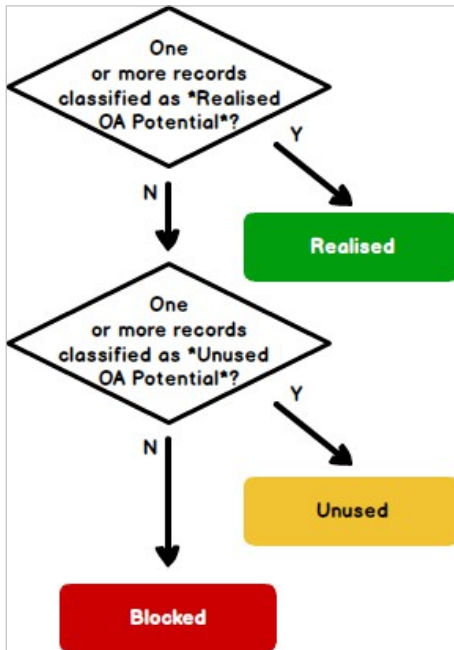 One
or more records
classified as *Realised
OA Potential*?
Y
N
Realised
One
or more records
classified as *Unused
OA Potential*?
Y
N
Unused
Blocked